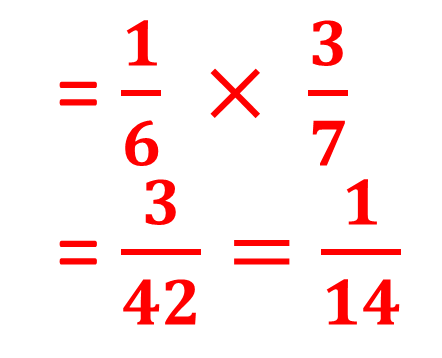 = 1/6 × 3/7
= 3/42 = 1/14